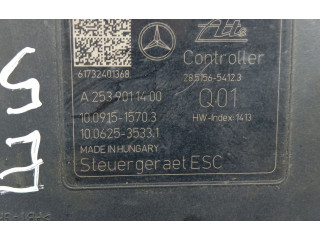 Ate
Controller
61732401368
28.5156-5412.3
A 253 901 14 00
Q01
10.0915-1570.3
HW-Index: 1413
10.0625-3533.1
MADE IN HUNGARY
Steuergeraet ESC